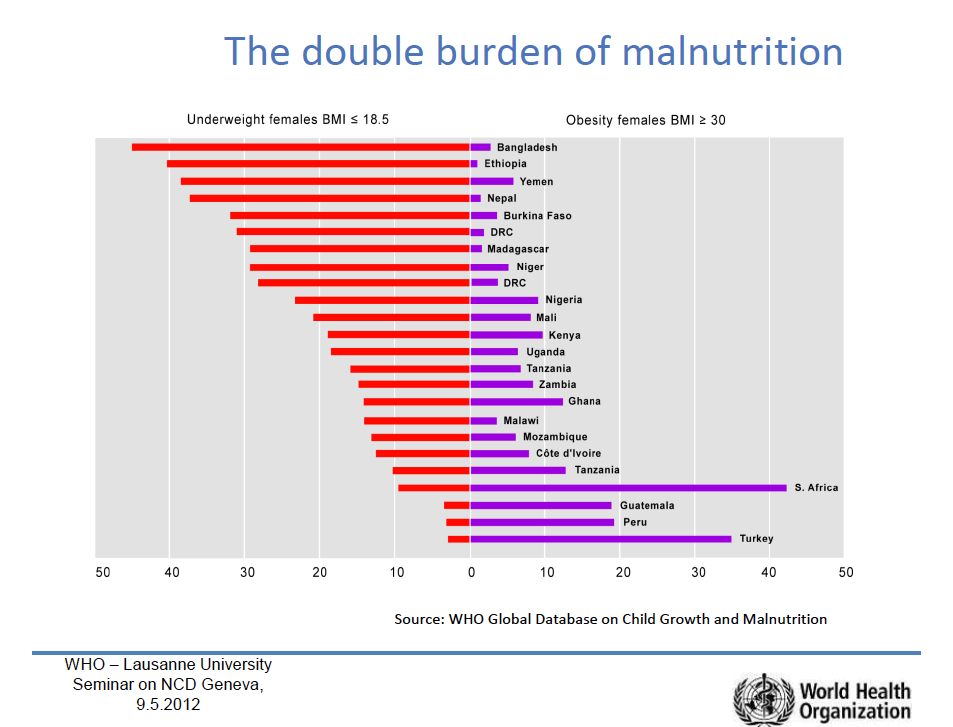 The double burden of malnutrition
Underweight females BMI ≤ 18.5
Obesity females BMI ≥ 30
Bangladesh
Ethiopia
Yemen
Nepal
Burkina Faso
DRC
Madagascar
Niger
DRC
Nigeria
Mali
Kenya
Uganda
Tanzania
Zambia
Ghana
Malawi
Mozambique
Côte d'Ivoire
Tanzania
S. Africa
Guatemala
Peru
Turkey
50 40 30 20 10 0 10 20 30 40 50
Source: WHO Global Database on Child Growth and Malnutrition
WHO – Lausanne University
Seminar on NCD Geneva,
9.5.2012
World Health
Organization